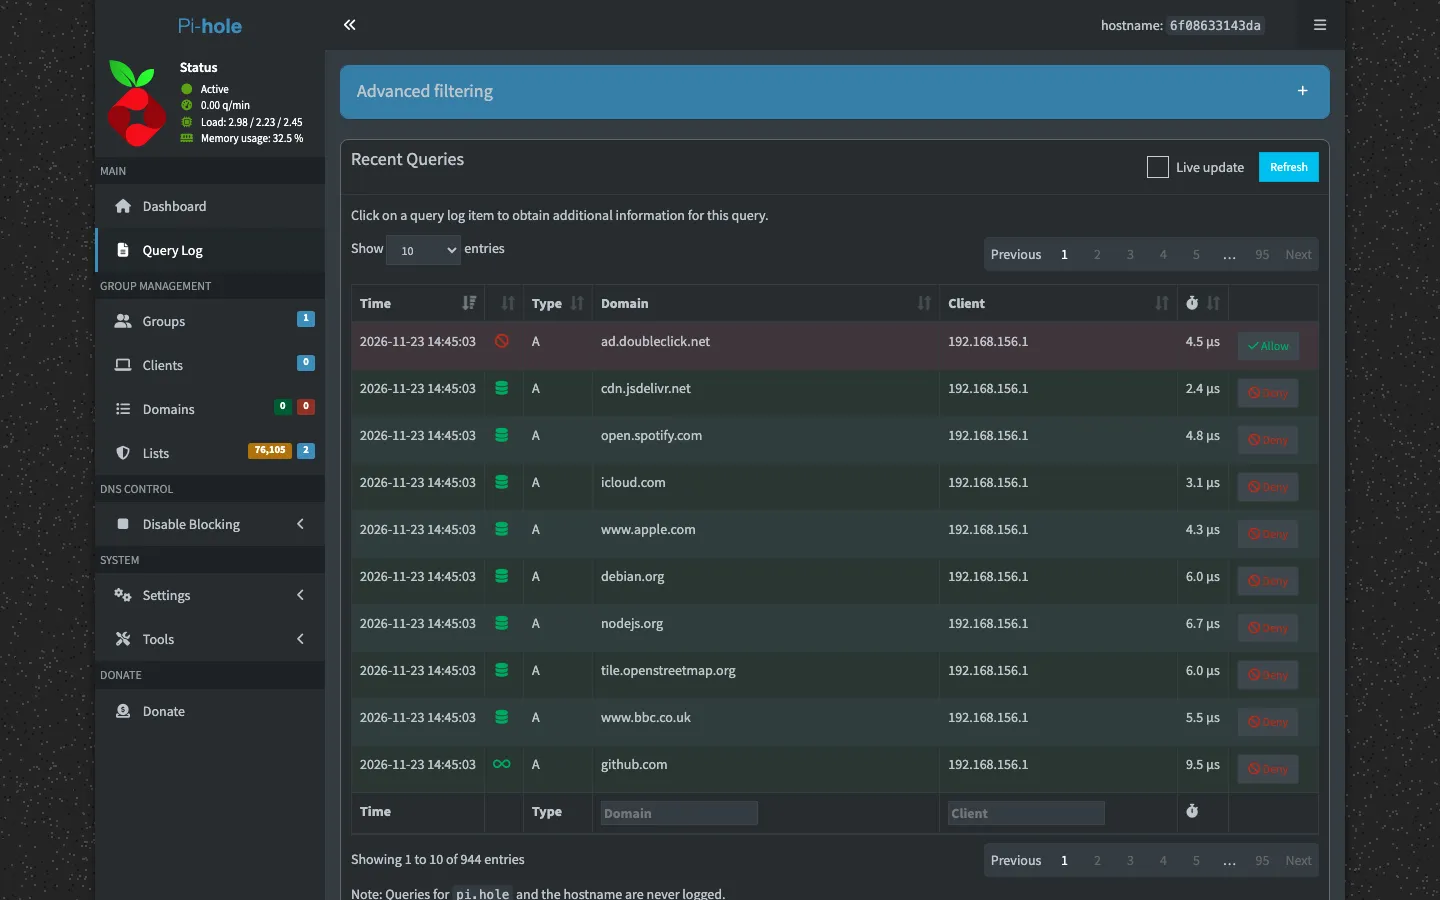 Pi-hole
hostname: 6f08633143da
Status
Active
0.00 q/min
Load: 2.98 / 2.23 / 2.45
Memory usage: 32.5 %
MAIN
Dashboard
Query Log
GROUP MANAGEMENT
Groups 1
Clients 0
Domains 0 0
Lists 76,105 2
DNS CONTROL
Disable Blocking
SYSTEM
Settings
Tools
DONATE
Donate
Advanced filtering +
Recent Queries
Live update Refresh
Click on a query log item to obtain additional information for this query.
Show 10 entries
Previous 1 2 3 4 5 … 95 Next
Time Type Domain Client
2026-11-23 14:45:03 A ad.doubleclick.net 192.168.156.1 4.5 µs Allow
2026-11-23 14:45:03 A cdn.jsdelivr.net 192.168.156.1 2.4 µs Deny
2026-11-23 14:45:03 A open.spotify.com 192.168.156.1 4.8 µs Deny
2026-11-23 14:45:03 A icloud.com 192.168.156.1 3.1 µs Deny
2026-11-23 14:45:03 A www.apple.com 192.168.156.1 4.3 µs Deny
2026-11-23 14:45:03 A debian.org 192.168.156.1 6.0 µs Deny
2026-11-23 14:45:03 A nodejs.org 192.168.156.1 6.7 µs Deny
2026-11-23 14:45:03 A tile.openstreetmap.org 192.168.156.1 6.0 µs Deny
2026-11-23 14:45:03 A www.bbc.co.uk 192.168.156.1 5.5 µs Deny
2026-11-23 14:45:03 A github.com 192.168.156.1 9.5 µs Deny
Time Type Domain Client
Showing 1 to 10 of 944 entries
Previous 1 2 3 4 5 … 95 Next
Note: Queries for pi.hole and the hostname are never logged.